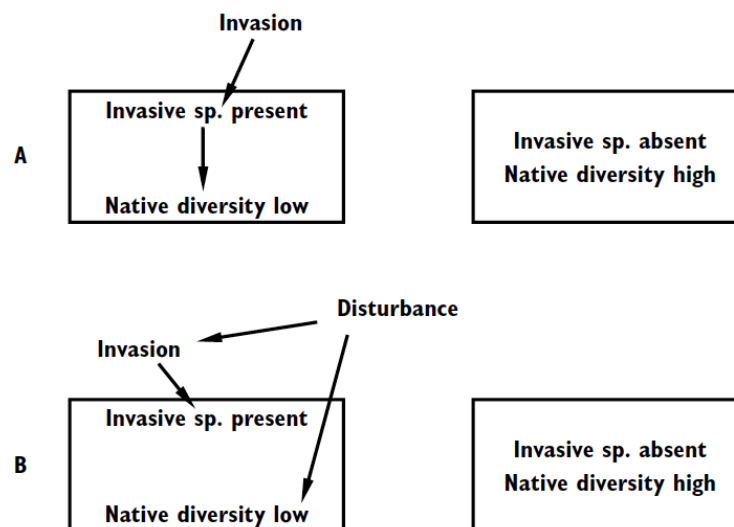 Invasion
A
Invasive sp. present
Native diversity low
Invasive sp. absent
Native diversity high
Disturbance
Invasion
B
Invasive sp. present
Native diversity low
Invasive sp. absent
Native diversity high